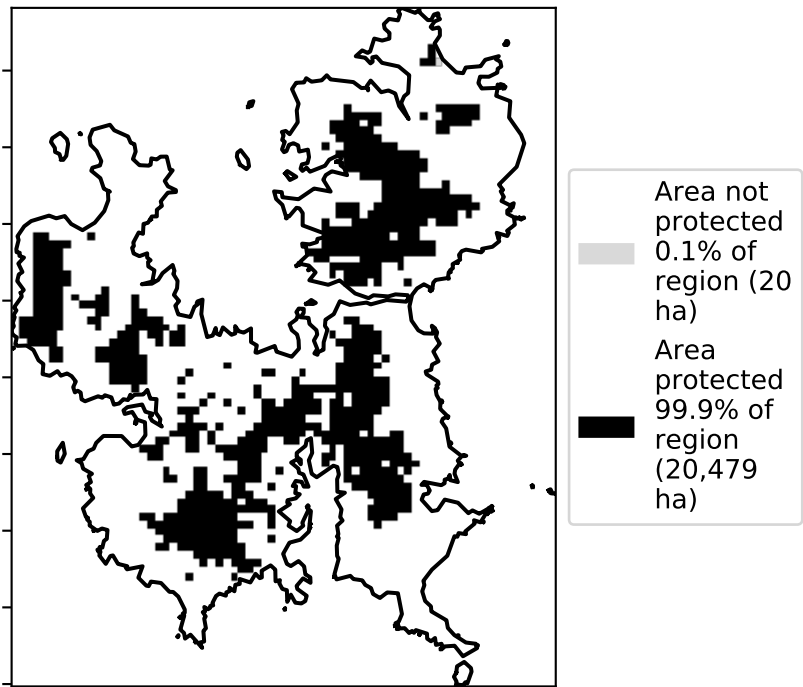 Area not
protected
0.1% of
region (20
ha)
Area
protected
99.9% of
region
(20,479
ha)